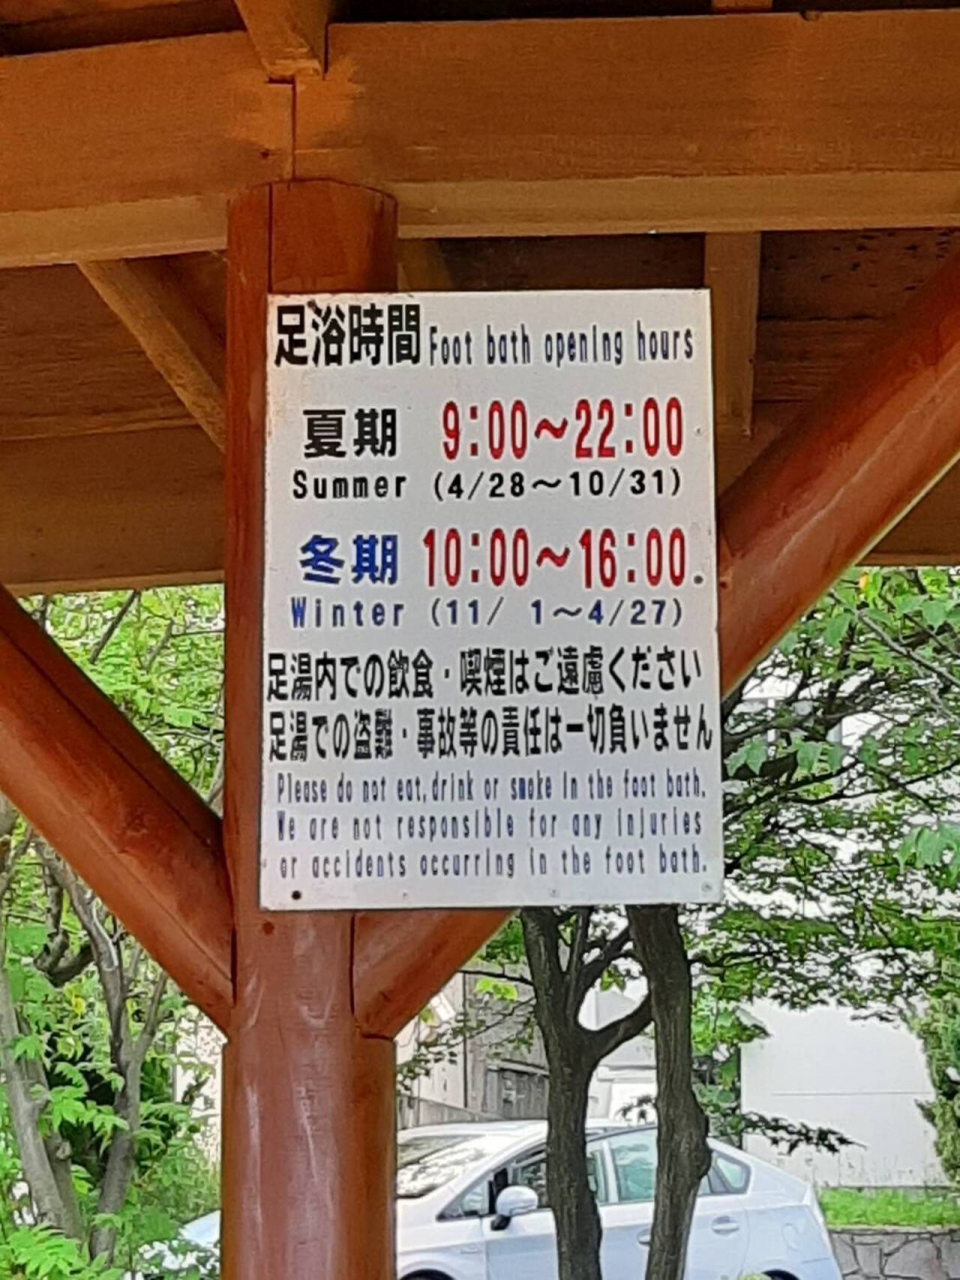 足浴時間 Foot bath opening hours
夏期 9:00～22:00
Summer (4/28～10/31)
冬期 10:00～16:00
Winter (11/ 1～4/27)
足湯内での飲食・喫煙はご遠慮ください
足湯での盗難・事故等の責任は一切負いません
Please do not eat, drink or smoke in the foot bath.
We are not responsible for any injuries
or accidents occurring in the foot bath.